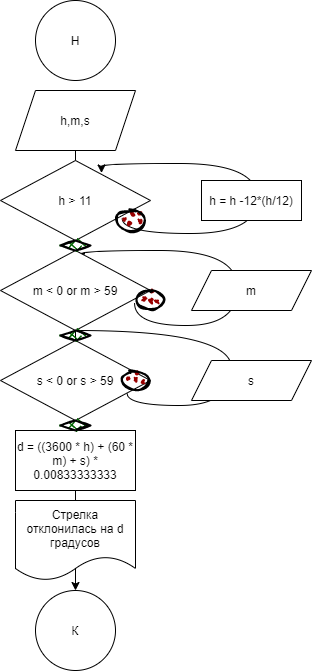 Н
h,m,s
h > 11
h = h -12*(h/12)
m < 0 or m > 59
m
s < 0 or s > 59
s
d = ((3600 * h) + (60 *
m) + s) *
0.00833333333
Стрелка
отклонилась на d
градусов
К